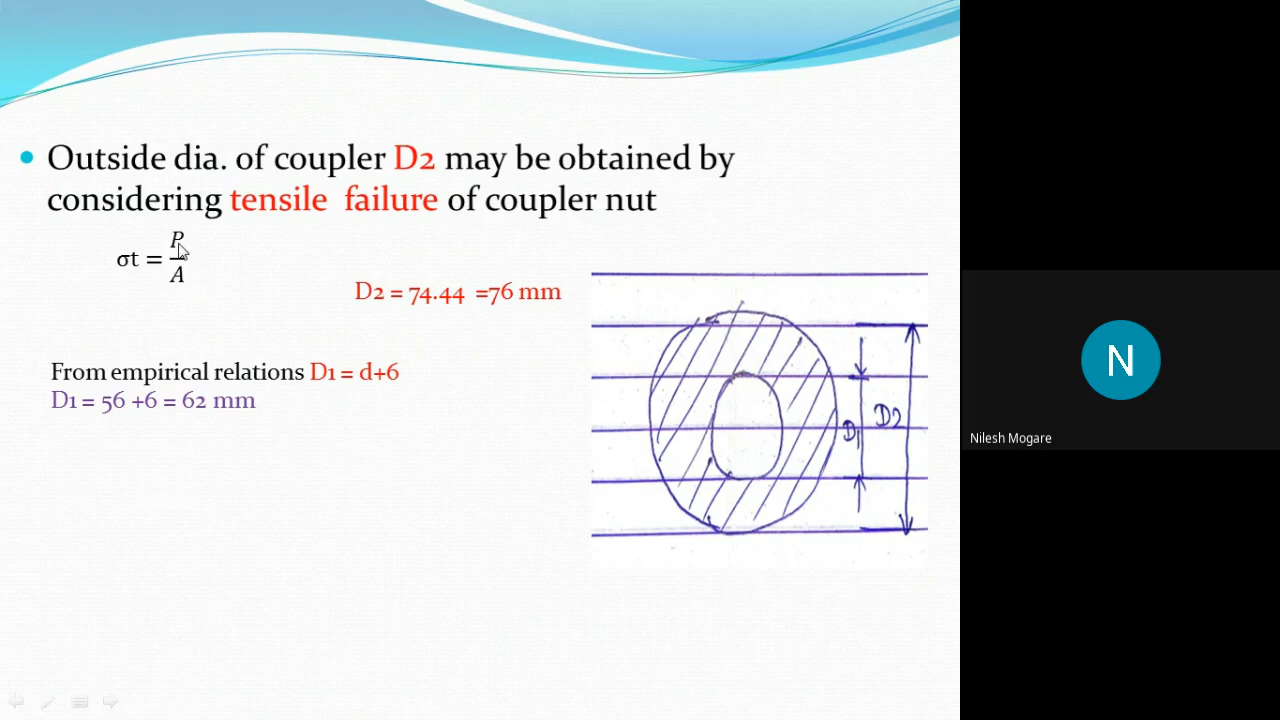 Outside dia. of coupler D2 may be obtained by
considering tensile failure of coupler nut
σt = P/A
D2 = 74.44 =76 mm
From empirical relations D1 = d+6
D1 = 56 +6 = 62 mm
D1
D2
N
Nilesh Mogare